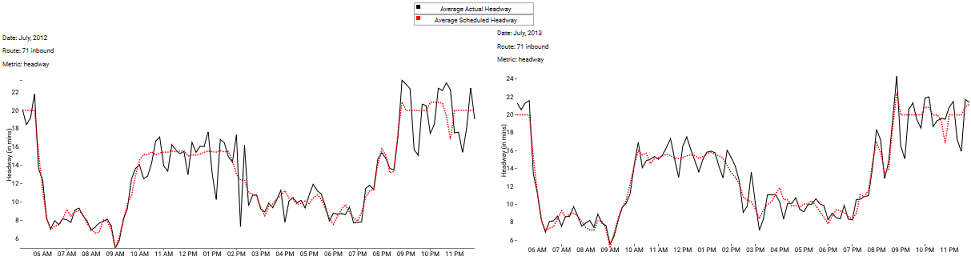 Average Actual Headway
Average Scheduled Headway
Date: July, 2012
Route: 71 inbound
Metric: headway
Headway (in mins)
22
20
18
16
14
12
10
8
6
06 AM 07 AM 08 AM 09 AM 10 AM 11 AM 12 PM 01 PM 02 PM 03 PM 04 PM 05 PM 06 PM 07 PM 08 PM 09 PM 10 PM 11 PM
Date: July, 2013
Route: 71 inbound
Metric: headway
Headway (in mins)
24
22
20
18
16
14
12
10
8
6
06 AM 07 AM 08 AM 09 AM 10 AM 11 AM 12 PM 01 PM 02 PM 03 PM 04 PM 05 PM 06 PM 07 PM 08 PM 09 PM 10 PM 11 PM